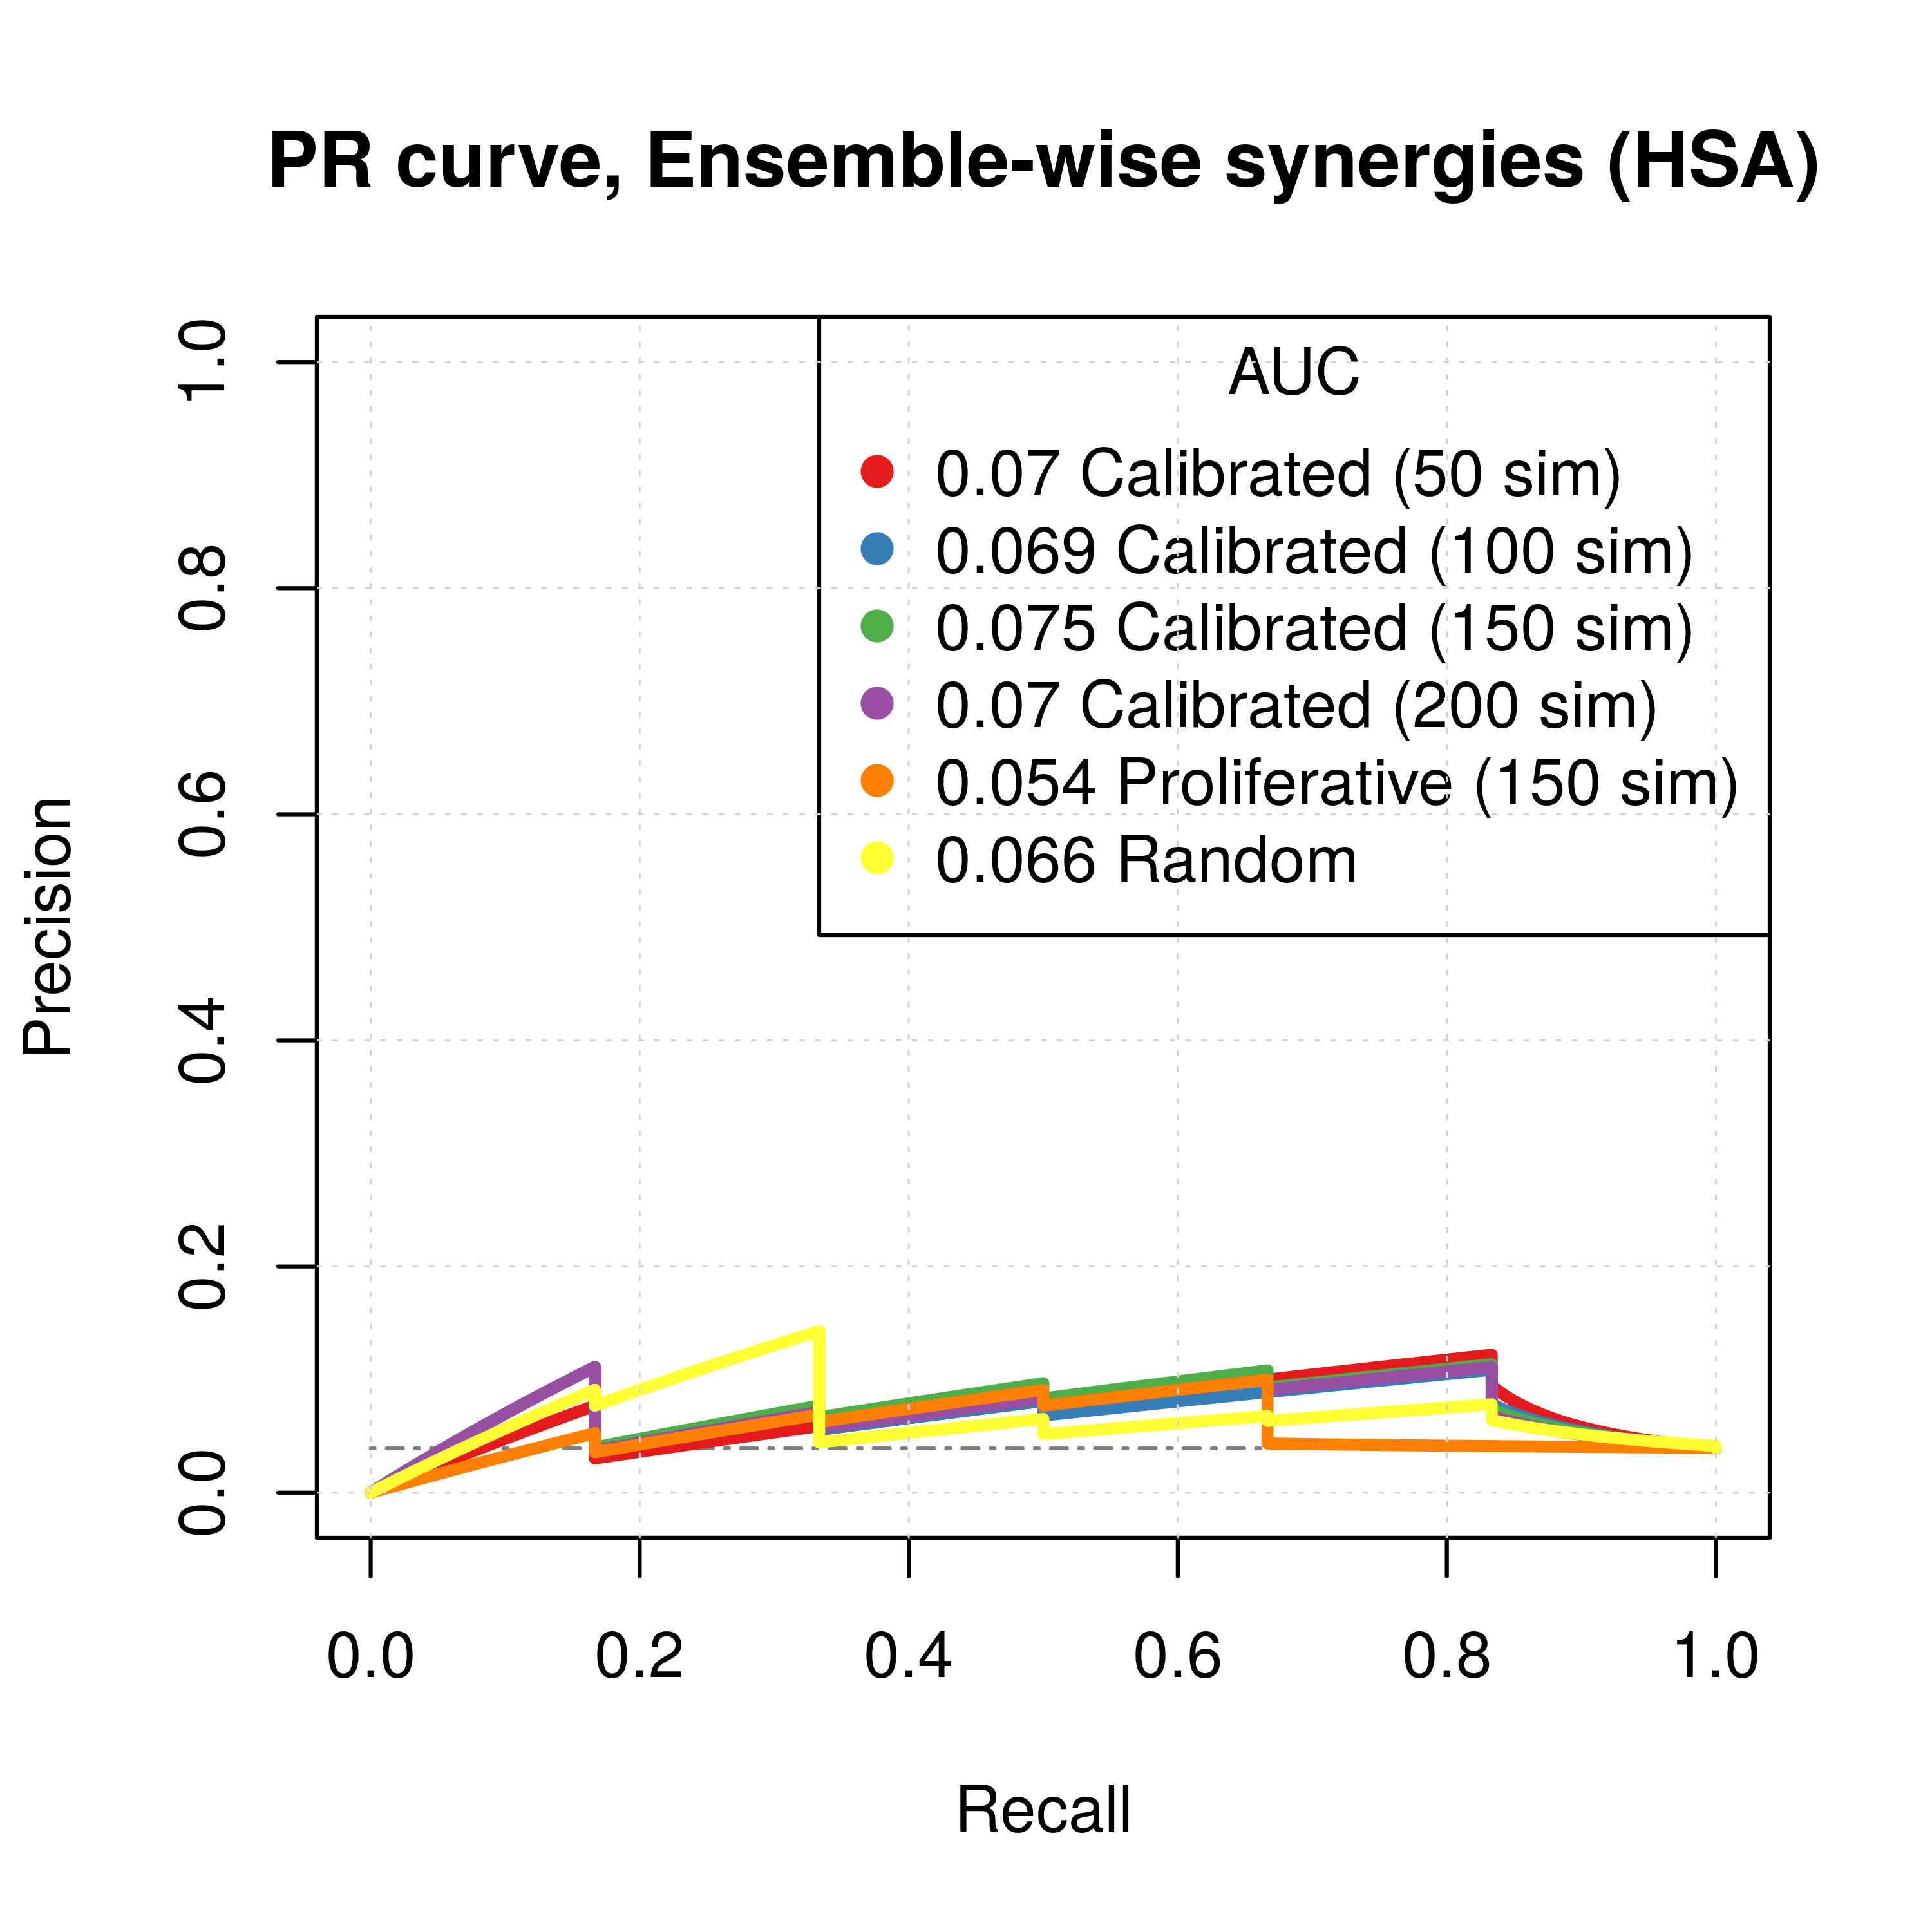 PR curve, Ensemble-wise synergies (HSA)
AUC
0.07 Calibrated (50 sim)
0.069 Calibrated (100 sim)
0.075 Calibrated (150 sim)
0.07 Calibrated (200 sim)
0.054 Proliferative (150 sim)
0.066 Random
Precision
1.0
0.8
0.6
0.4
0.2
0.0
0.0 0.2 0.4 0.6 0.8 1.0
Recall